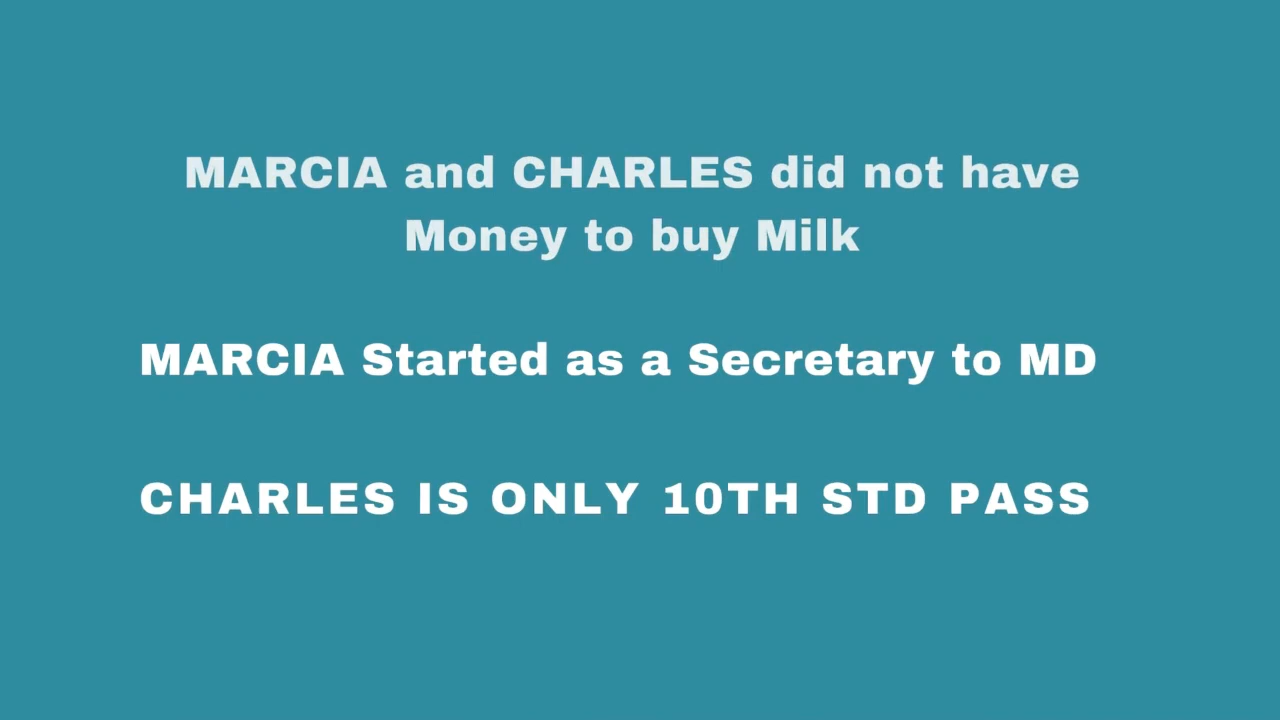 MARCIA and CHARLES did not have
Money to buy Milk
MARCIA Started as a Secretary to MD
CHARLES IS ONLY 10TH STD PASS